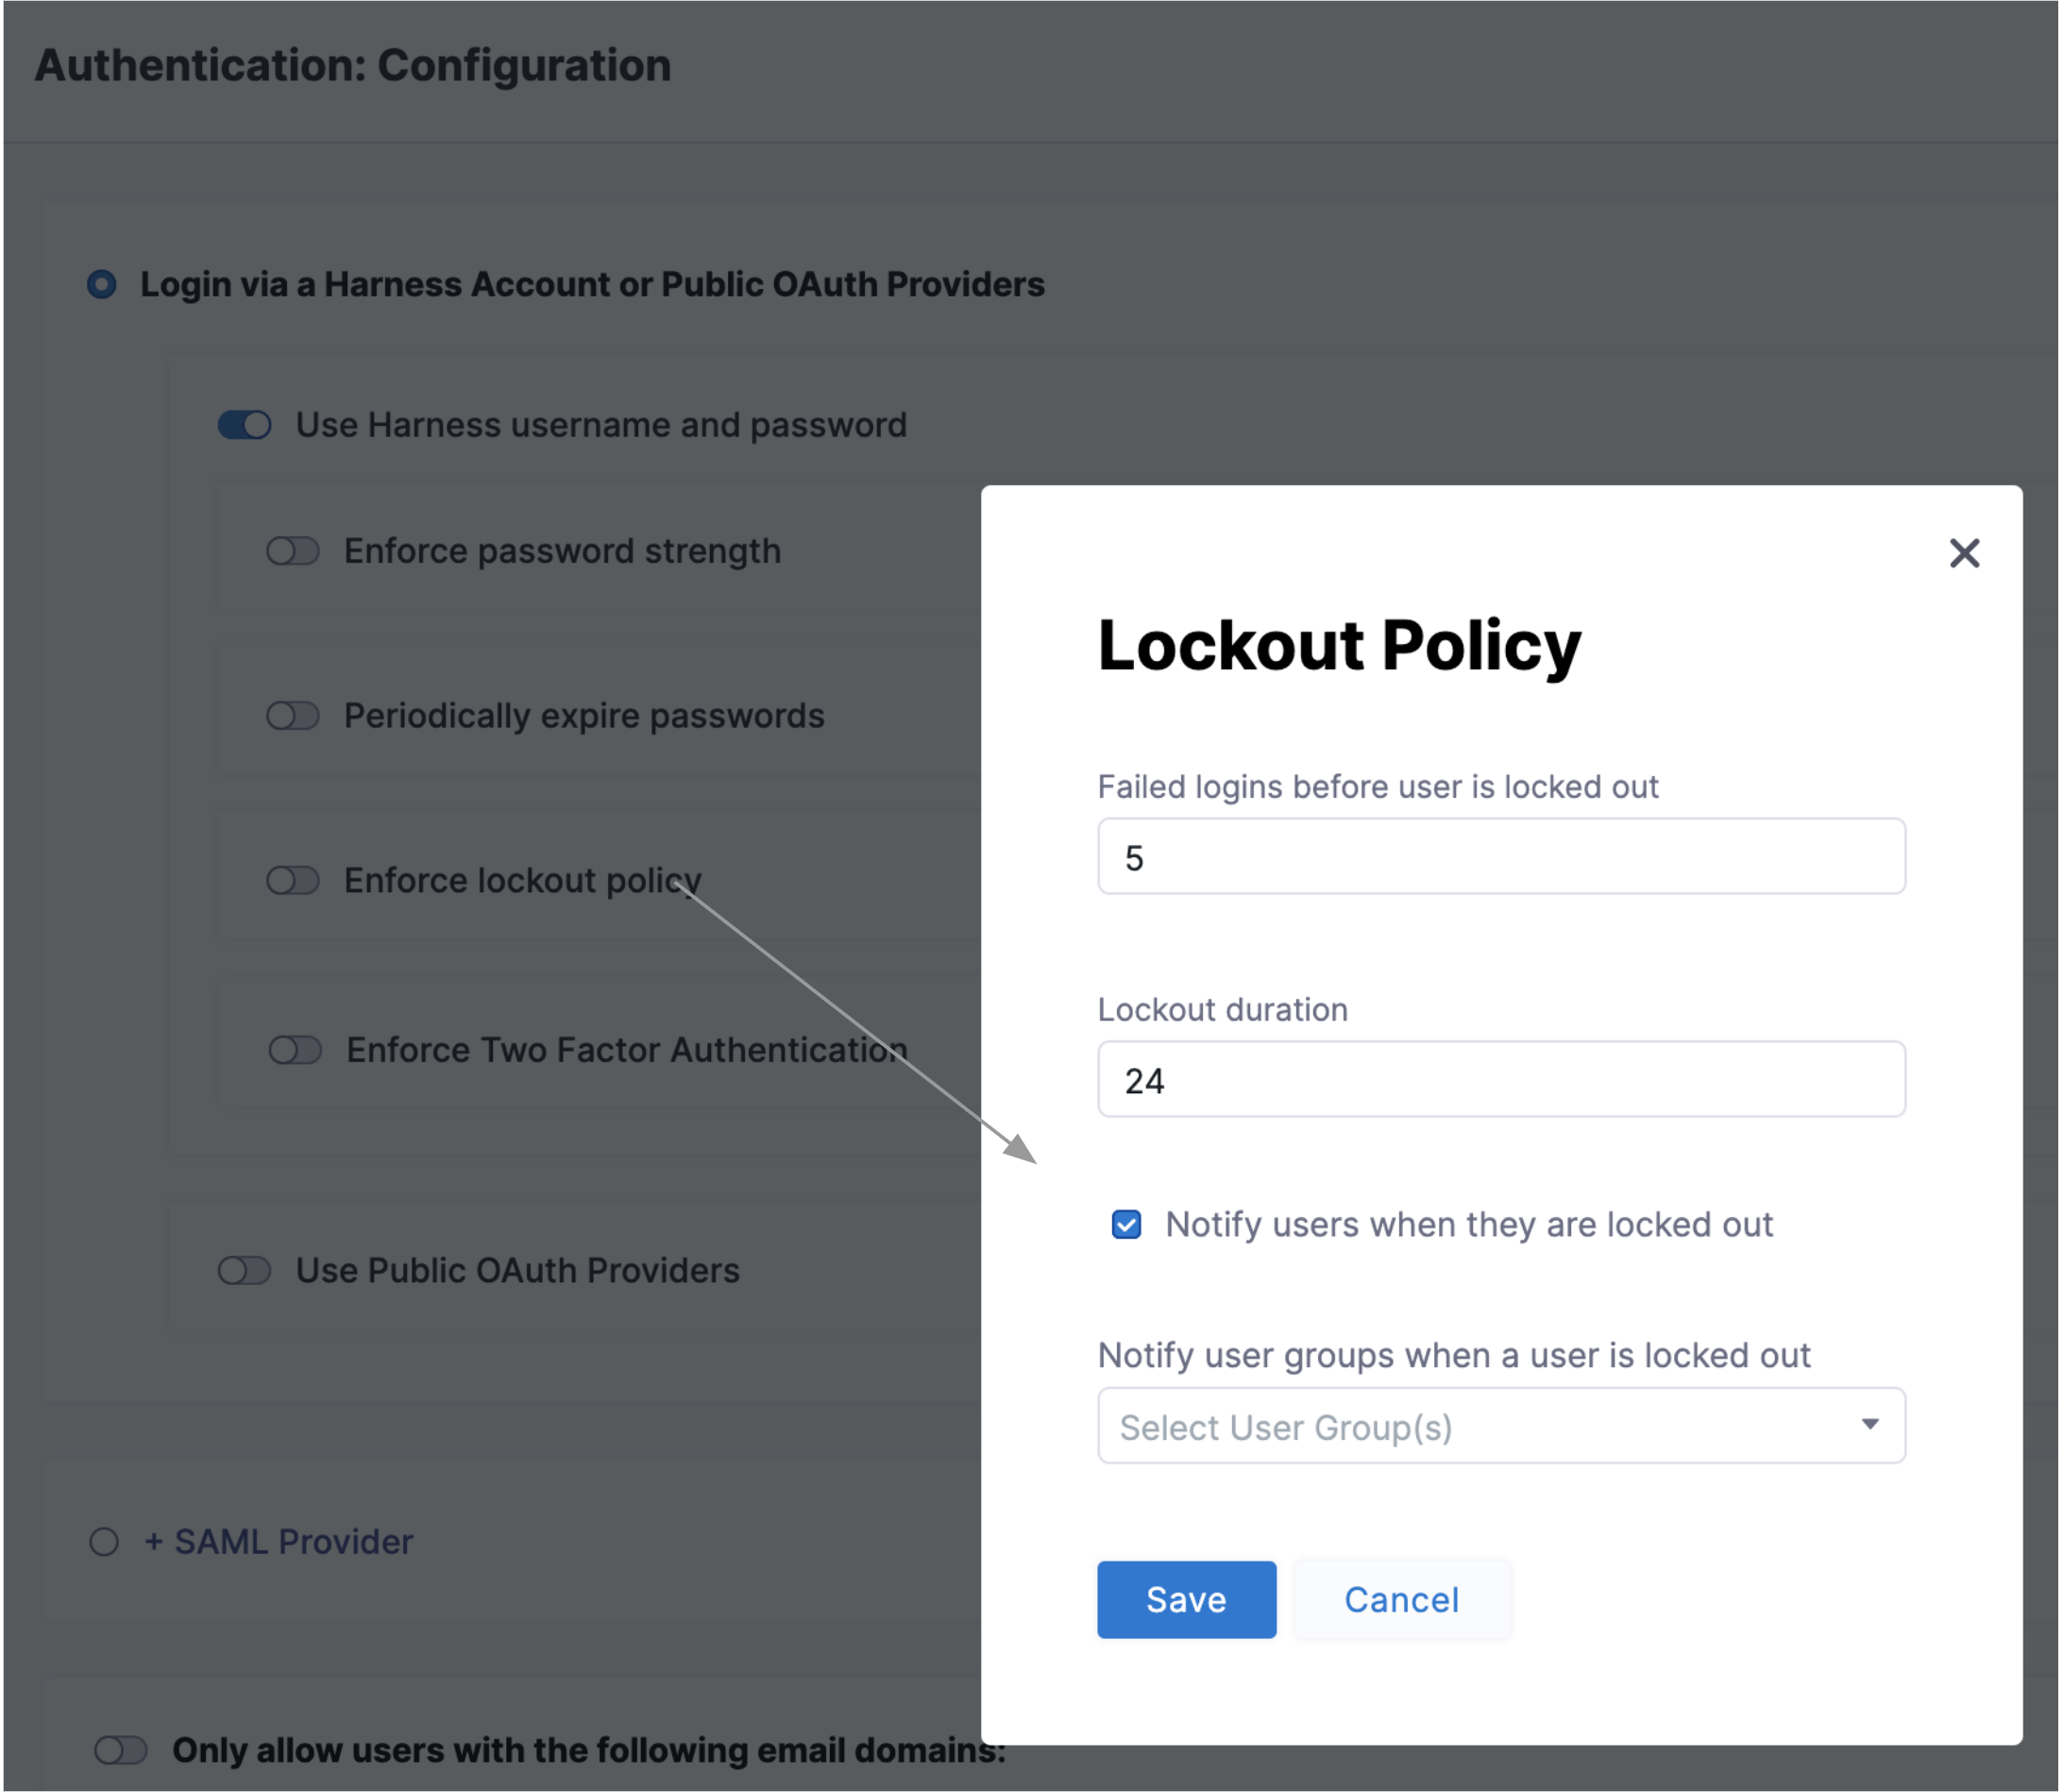 Authentication: Configuration
Login via a Harness Account or Public OAuth Providers
Use Harness username and password
Enforce password strength
Periodically expire passwords
Enforce lockout policy
Enforce Two Factor Authentication
Use Public OAuth Providers
+ SAML Provider
Only allow users with the following email domains:
Lockout Policy
Failed logins before user is locked out
5
Lockout duration
24
Notify users when they are locked out
Notify user groups when a user is locked out
Select User Group(s)
Save
Cancel